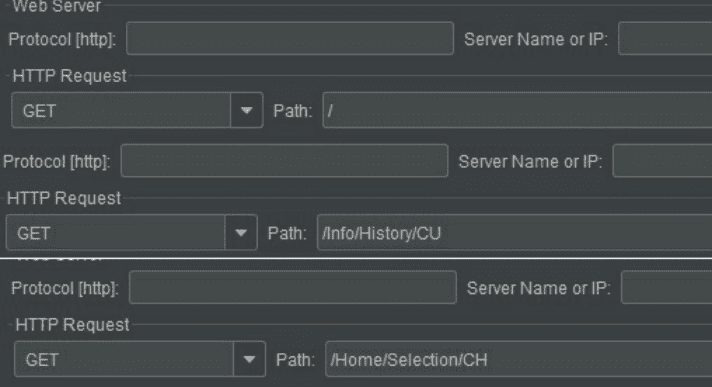 Web Server
Protocol [http]: Server Name or IP:
HTTP Request
GET Path: /
Protocol [http]: Server Name or IP:
HTTP Request
GET Path: /Info/History/CU
Protocol [http]: Server Name or IP:
HTTP Request
GET Path: /Home/Selection/CH